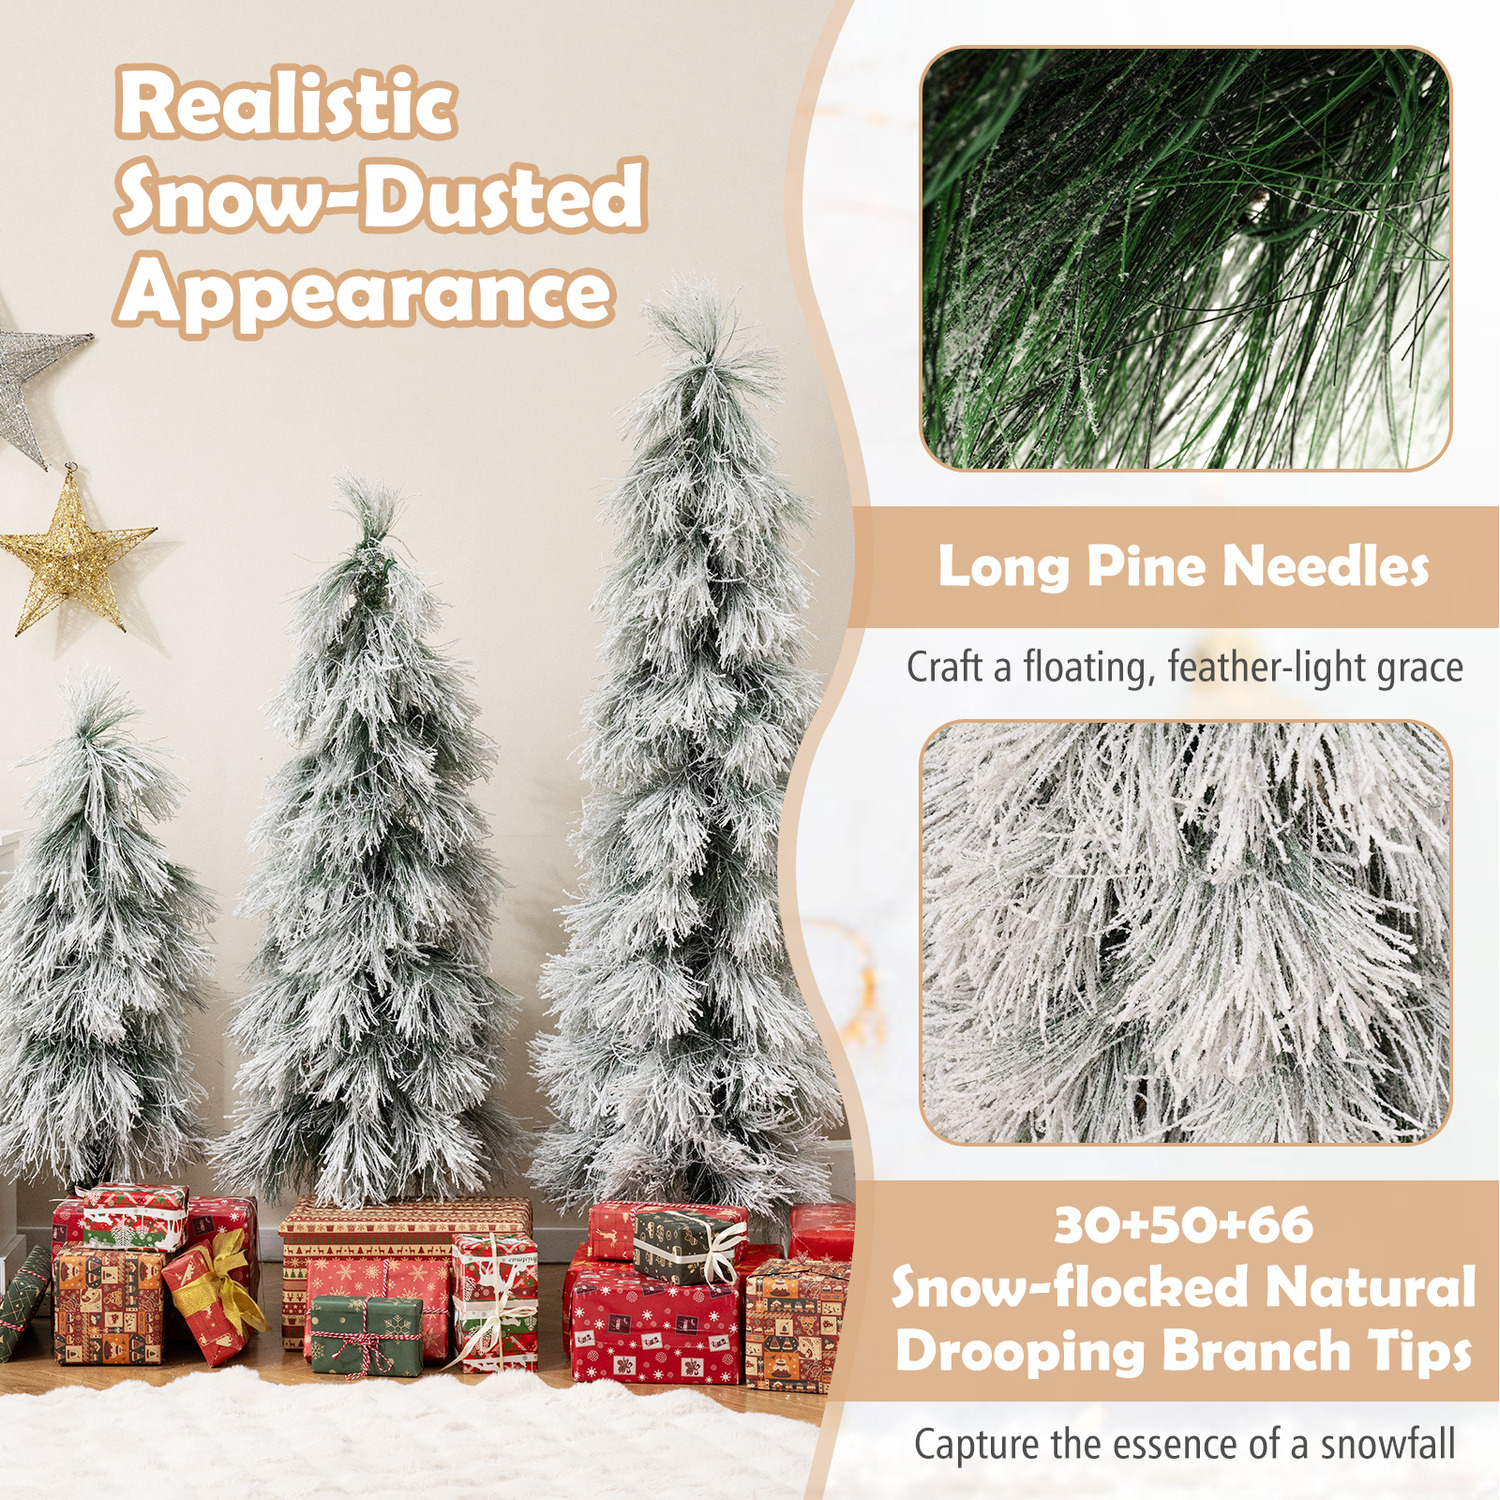 Realistic
Snow-Dusted
Appearance
Long Pine Needles
Craft a floating, feather-light grace
30+50+66
Snow-flocked Natural
Drooping Branch Tips
Capture the essence of a snowfall